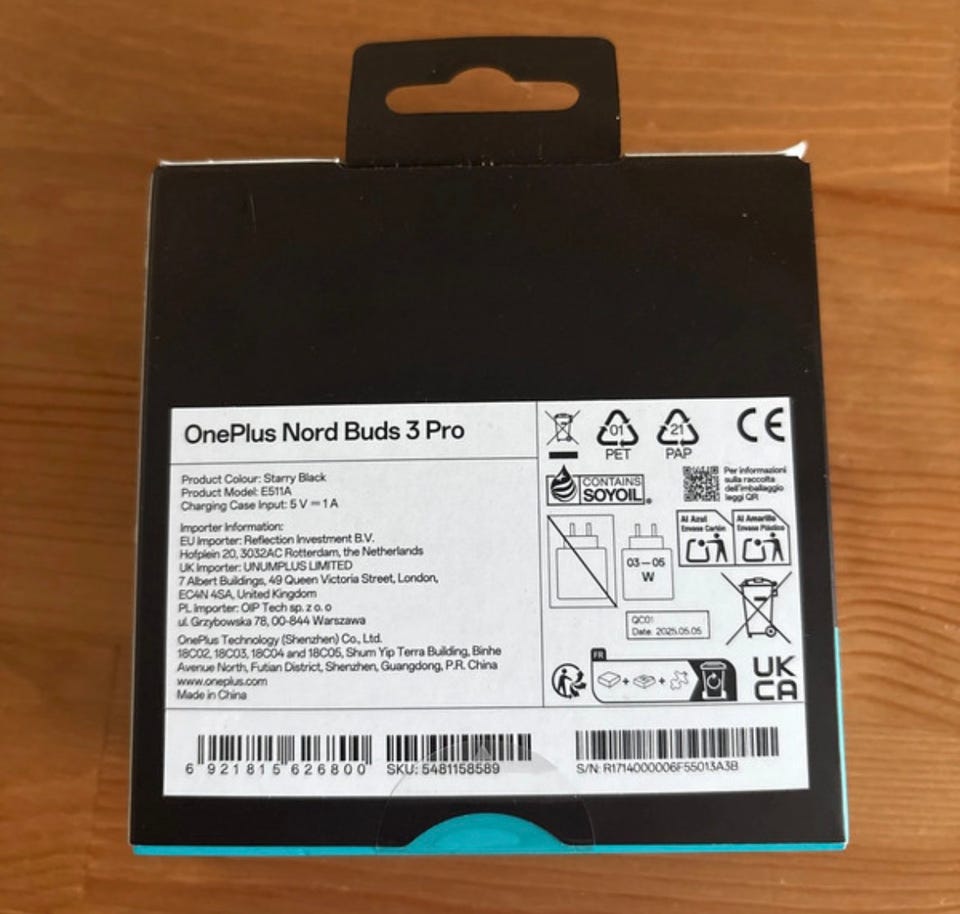 OnePlus Nord Buds 3 Pro
Product Colour: Starry Black
Product Model: E511A
Charging Case Input: 5 V ⎓ 1 A
Importer Information:
EU Importer: Reflection Investment B.V.
Hofplein 20, 3032AC Rotterdam, the Netherlands
UK Importer: UNUMPLUS LIMITED
7 Albert Buildings, 49 Queen Victoria Street, London,
EC4N 4SA, United Kingdom
PL Importer: OIP Tech sp. z o. o
ul. Grzybowska 78, 00-844 Warszawa
OnePlus Technology (Shenzhen) Co., Ltd.
18C02, 18C03, 18C04 and 18C05, Shum Yip Terra Building, Binhe
Avenue North, Futian District, Shenzhen, Guangdong, P.R. China
www.oneplus.com
Made in China
01
PET
21
PAP
CE
CONTAINS
SOYOIL
Per informazioni
sulla raccolta
dell'imballaggio
leggi QR
Al Azul
Envase Cartón
Al Amarillo
Envase Plástico
03 – 05
W
QC01
Date: 2025.05.05
FR
UK
CA
6 921815 626800
SKU: 5481158589
S/N: R1714000006F55013A3B